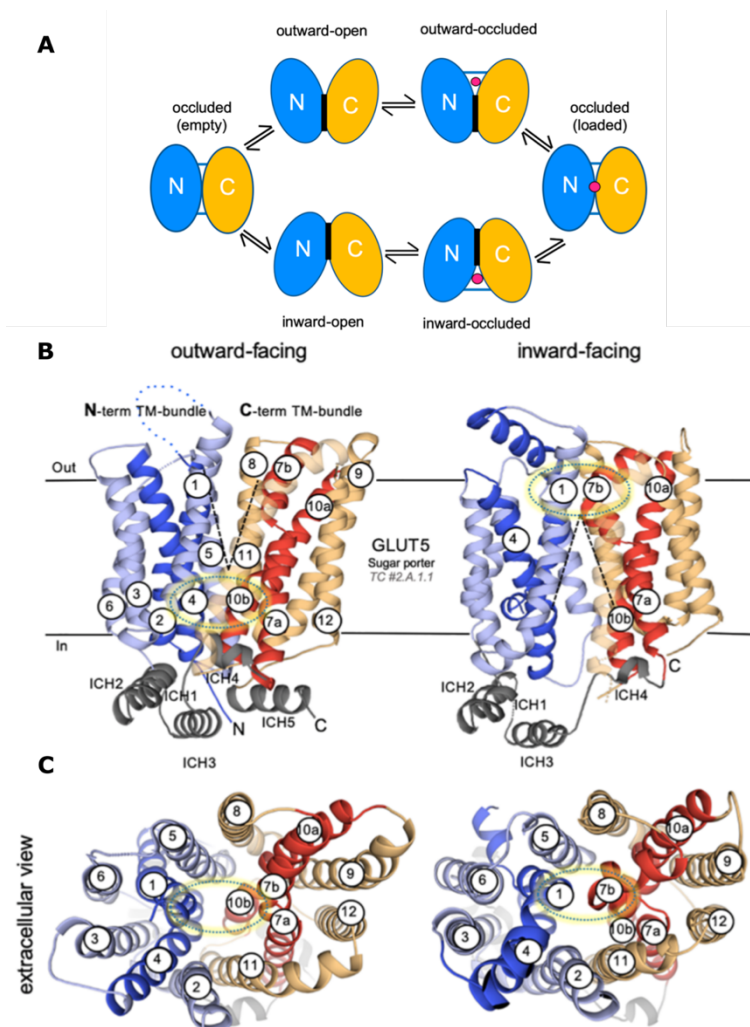 A
outward-open
outward-occluded
occluded
(empty)
occluded
(loaded)
N C
N C
N C
N C
N C
N C
inward-open
inward-occluded
B
outward-facing
inward-facing
N-term TM-bundle
C-term TM-bundle
Out
1
8
7b
9
10a
5
11
6
3
2
4
10b
7a
12
In
ICH2
ICH1
ICH4
ICH5
ICH3
N
C
GLUT5
Sugar porter
TC #2.A.1.1
1
7b
10a
4
7a
10b
C
ICH2
ICH1
ICH4
ICH3
C
extracellular view
8
10a
5
6
1
7b
9
10b
3
7a
12
4
11
2
8
10a
5
6
1
7b
9
3
10b
7a
12
4
2
11